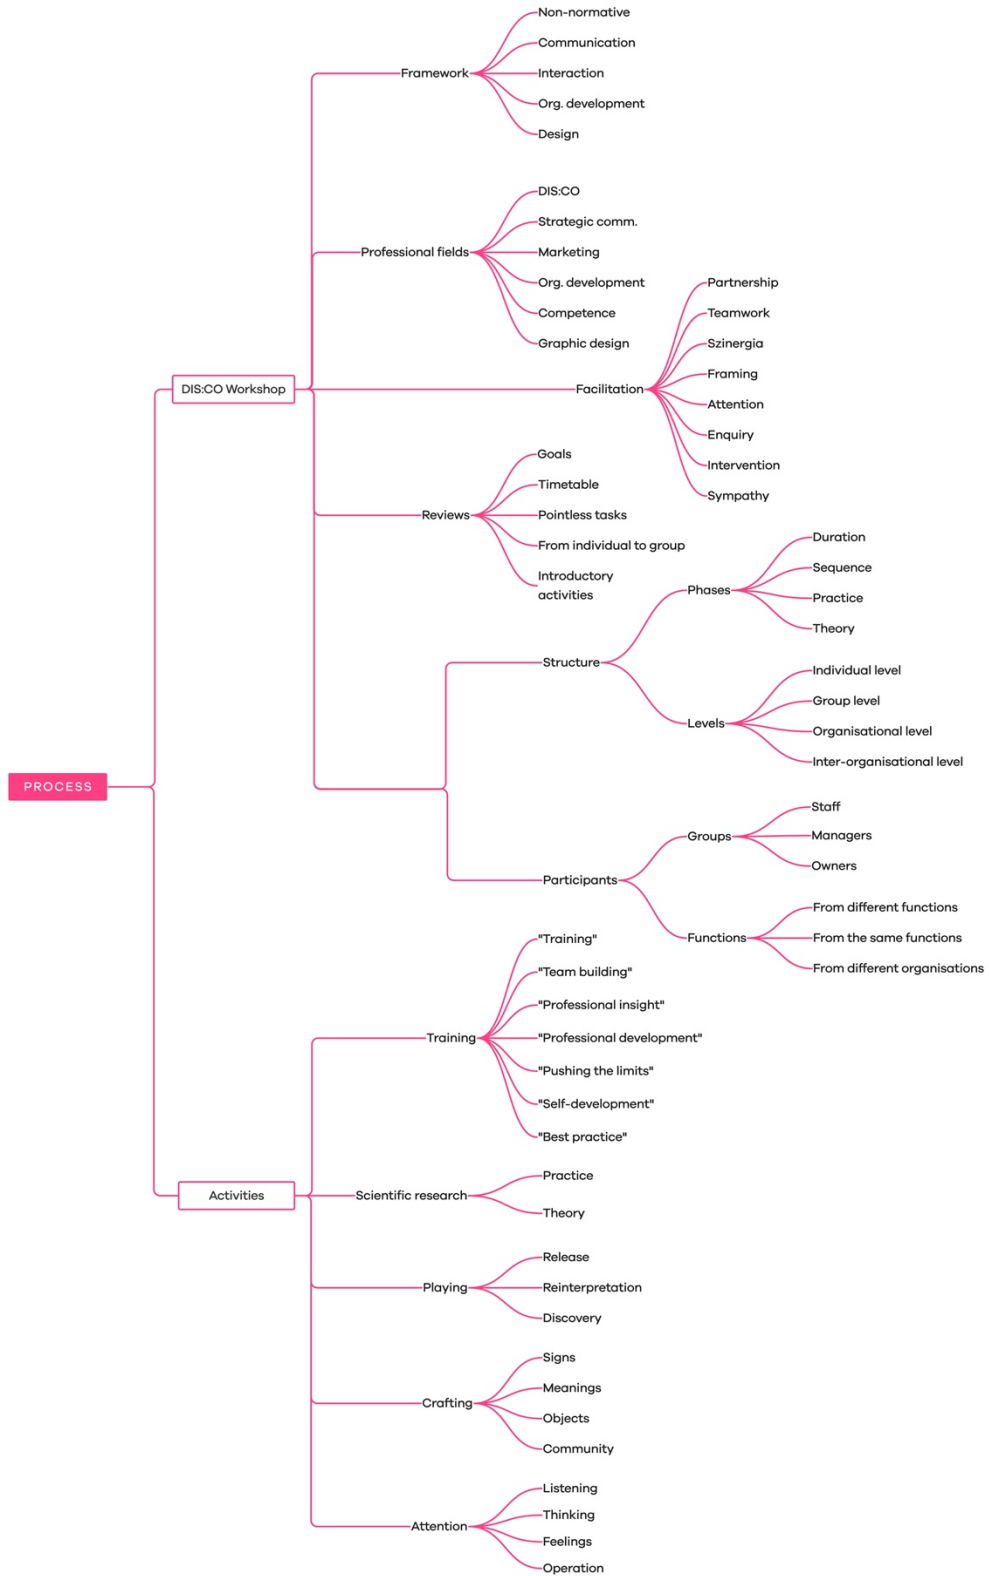 Non-normative
Communication
Framework
Interaction
Org. development
Design
DIS:CO
Strategic comm.
Professional fields
Marketing
Org. development
Competence
Graphic design
Partnership
Teamwork
Szinergia
Framing
DIS:CO Workshop
Facilitation
Attention
Enquiry
Intervention
Sympathy
Goals
Timetable
Reviews
Pointless tasks
From individual to group
Introductory
activities
Duration
Sequence
Phases
Practice
Theory
Structure
Individual level
Group level
Levels
Organisational level
Inter-organisational level
PROCESS
Staff
Groups
Managers
Owners
Participants
From different functions
Functions
From the same functions
From different organisations
"Training"
"Team building"
"Professional insight"
Training
"Professional development"
"Pushing the limits"
"Self-development"
"Best practice"
Activities
Scientific research
Practice
Theory
Release
Playing
Reinterpretation
Discovery
Signs
Meanings
Crafting
Objects
Community
Listening
Thinking
Attention
Feelings
Operation